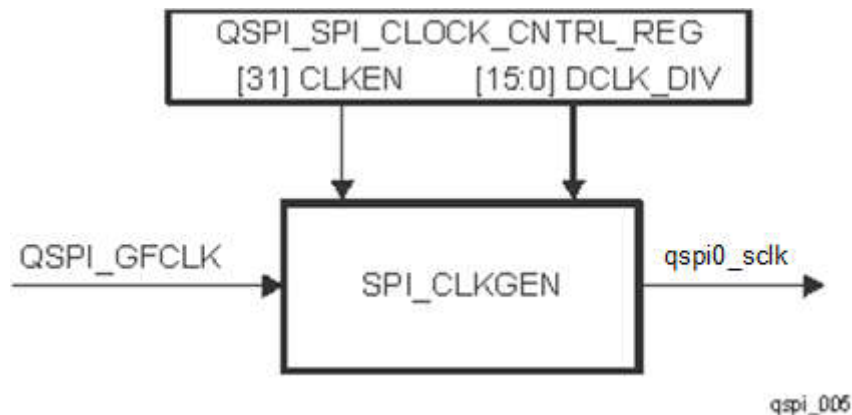 QSPI_SPI_CLOCK_CNTRL_REG
[31] CLKEN [15:0] DCLK_DIV
QSPI_GFCLK
SPI_CLKGEN
qspi0_sclk
qspi_005